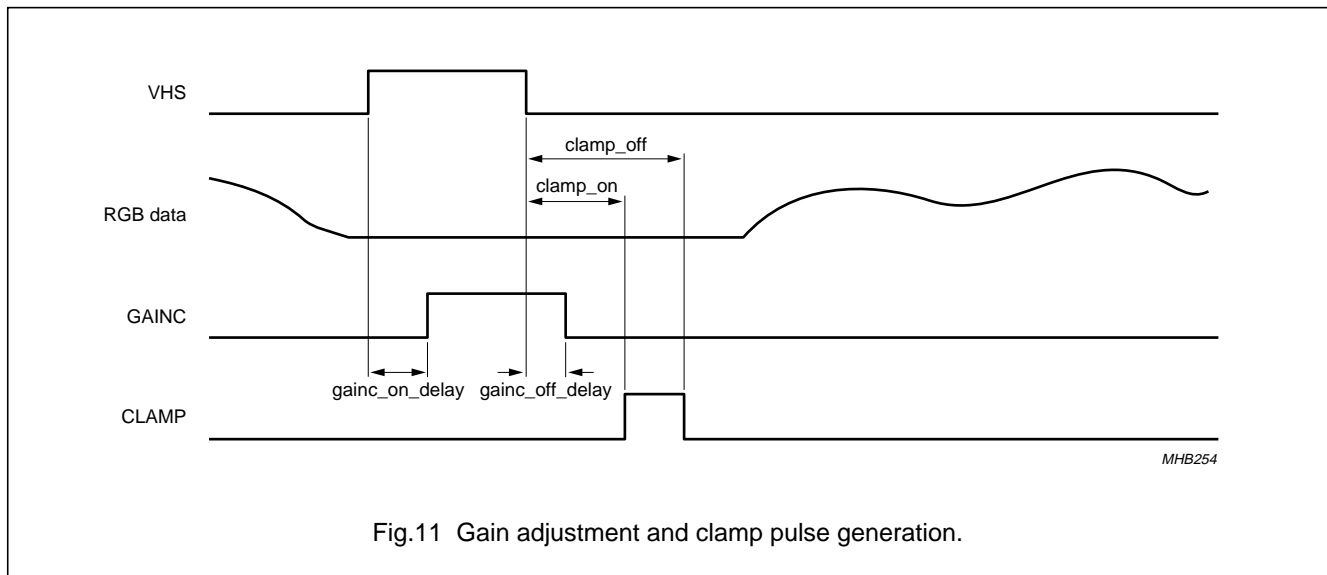 VHS
clamp_off
clamp_on
RGB data
GAINC
gainc_on_delay
gainc_off_delay
CLAMP
MHB254
Fig.11 Gain adjustment and clamp pulse generation.